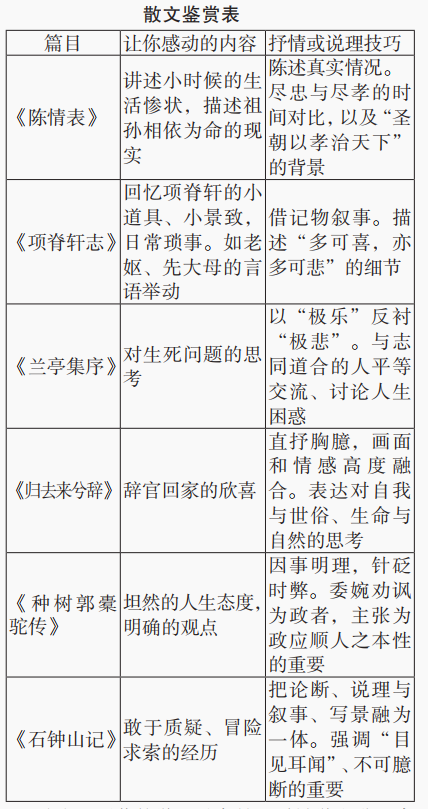 散文鉴赏表
篇目 让你感动的内容 抒情或说理技巧
《陈情表》
讲述小时候的生
活惨状，描述祖
孙相依为命的现
实
陈述真实情况。
尽忠与尽孝的时
间对比，以及“圣
朝以孝治天下”
的背景
《项脊轩志》
回忆项脊轩的小
道具、小景致，
日常琐事。如老
妪、先大母的言
语举动
借记物叙事。描
述“多可喜，亦
多可悲”的细节
《兰亭集序》
对生死问题的思
考
以“极乐”反衬
“极悲”。与志
同道合的人平等
交流、讨论人生
困惑
《归去来兮辞》
辞官回家的欣喜
直抒胸臆，画面
和情感高度融
合。表达对自我
与世俗、生命与
自然的思考
《种树郭橐
驼传》
坦然的人生态度，
明确的观点
因事明理，针砭
时弊。委婉劝讽
为政者，主张为
政应顺人之本性
的重要
《石钟山记》
敢于质疑、冒险
求索的经历
把论断、说理与
叙事、写景融为
一体。强调“目
见耳闻”、不可臆
断的重要